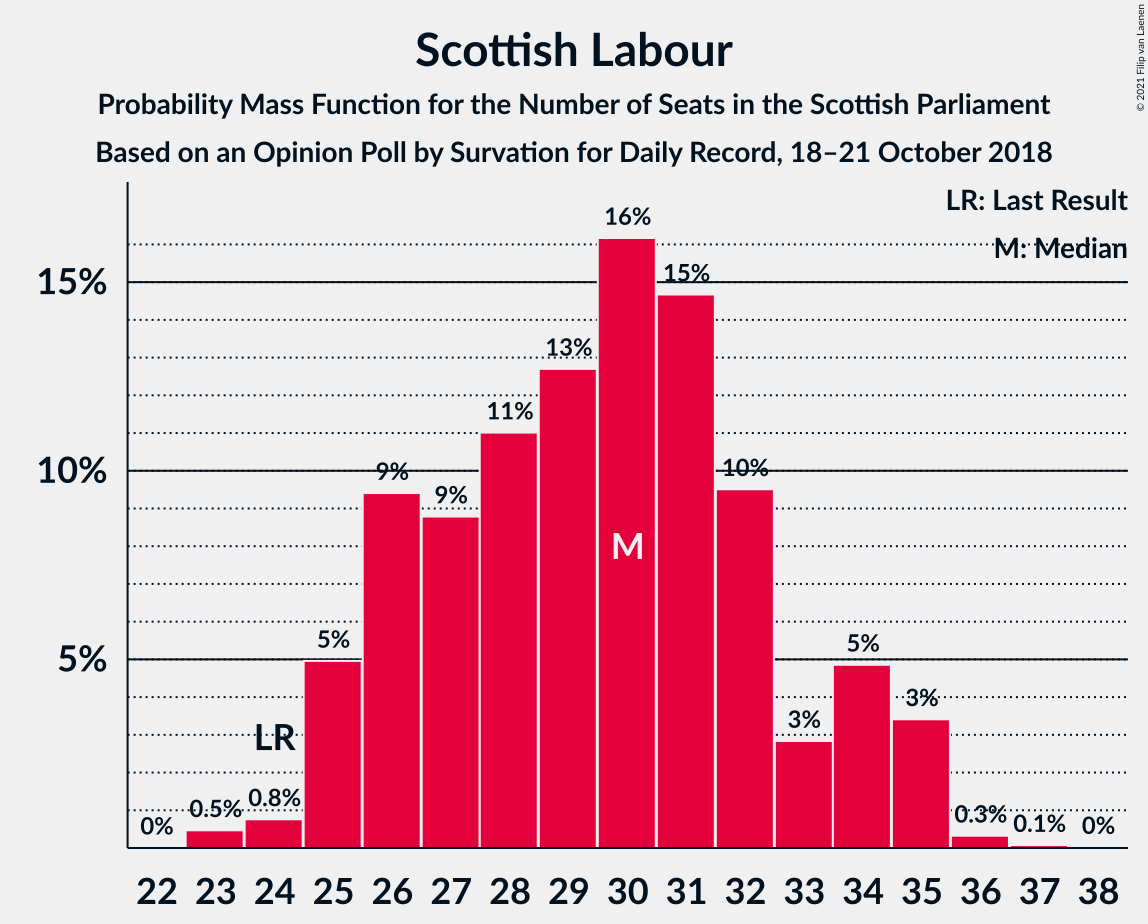 Scottish Labour
Probability Mass Function for the Number of Seats in the Scottish Parliament
Based on an Opinion Poll by Survation for Daily Record, 18–21 October 2018
© 2021 Filip van Laenen
LR: Last Result
M: Median
15%
10%
5%
0%
0.5%
0.8%
5%
9%
9%
11%
13%
16%
15%
10%
3%
5%
3%
0.3%
0.1%
0%
LR
M
22 23 24 25 26 27 28 29 30 31 32 33 34 35 36 37 38